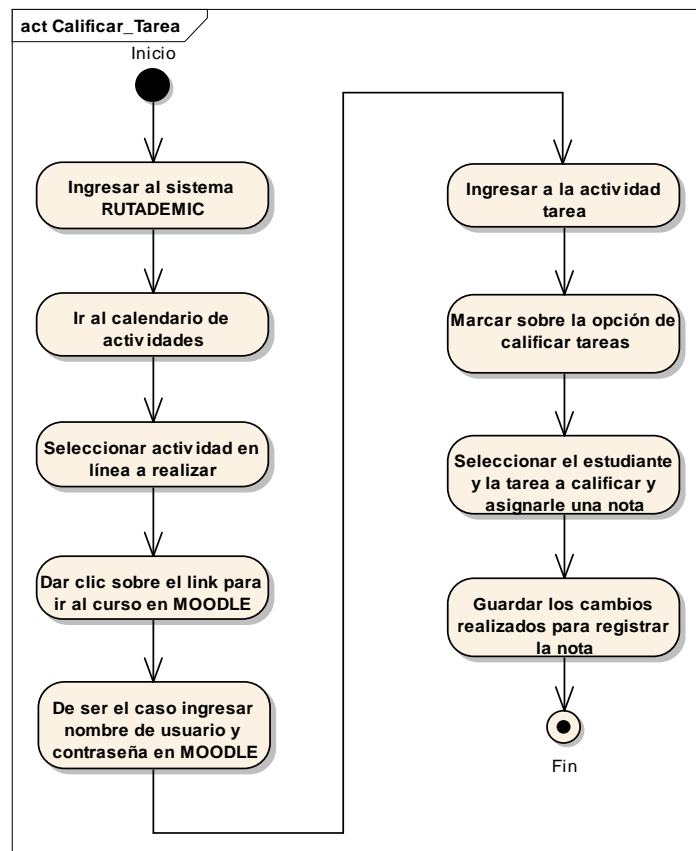 act Calificar_Tarea
Inicio
Ingresar al sistema
RUTADEMIC
Ir al calendario de
actividades
Seleccionar actividad en
línea a realizar
Dar clic sobre el link para
ir al curso en MOODLE
De ser el caso ingresar
nombre de usuario y
contraseña en MOODLE
Ingresar a la actividad
tarea
Marcar sobre la opción de
calificar tareas
Seleccionar el estudiante
y la tarea a calificar y
asignarle una nota
Guardar los cambios
realizados para registrar
la nota
Fin